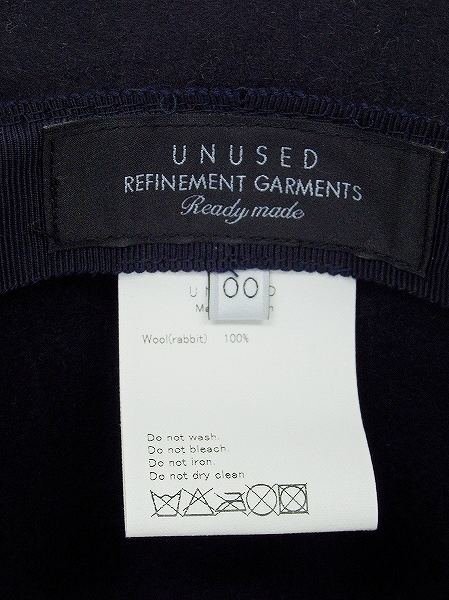 UNUSED
REFINEMENT GARMENTS
Ready made
00
Wool(rabbit) 100%
Do not wash.
Do not bleach.
Do not iron.
Do not dry clean